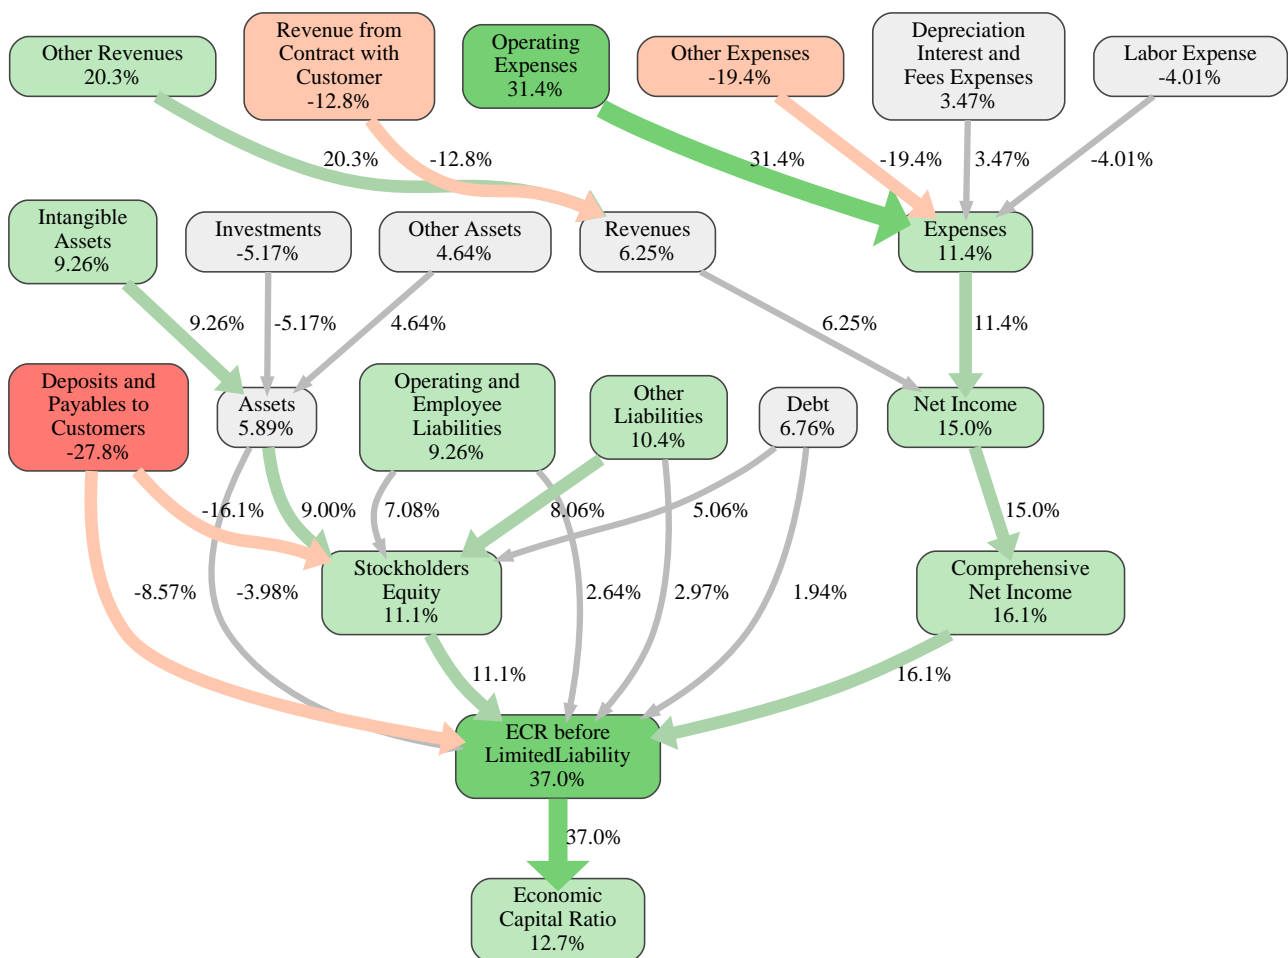 Other Revenues
20.3%
Revenue from
Contract with
Customer
-12.8%
Operating
Expenses
31.4%
Other Expenses
-19.4%
Depreciation
Interest and
Fees Expenses
3.47%
Labor Expense
-4.01%
20.3%
-12.8%
31.4%
-19.4%
3.47%
-4.01%
Intangible
Assets
9.26%
Investments
-5.17%
Other Assets
4.64%
Revenues
6.25%
Expenses
11.4%
9.26%
-5.17%
4.64%
6.25%
11.4%
Deposits and
Payables to
Customers
-27.8%
Assets
5.89%
Operating and
Employee
Liabilities
9.26%
Other
Liabilities
10.4%
Debt
6.76%
Net Income
15.0%
-16.1%
9.00%
7.08%
8.06%
5.06%
15.0%
Stockholders
Equity
11.1%
Comprehensive
Net Income
16.1%
-8.57%
-3.98%
2.64%
2.97%
1.94%
11.1%
16.1%
ECR before
LimitedLiability
37.0%
37.0%
Economic
Capital Ratio
12.7%